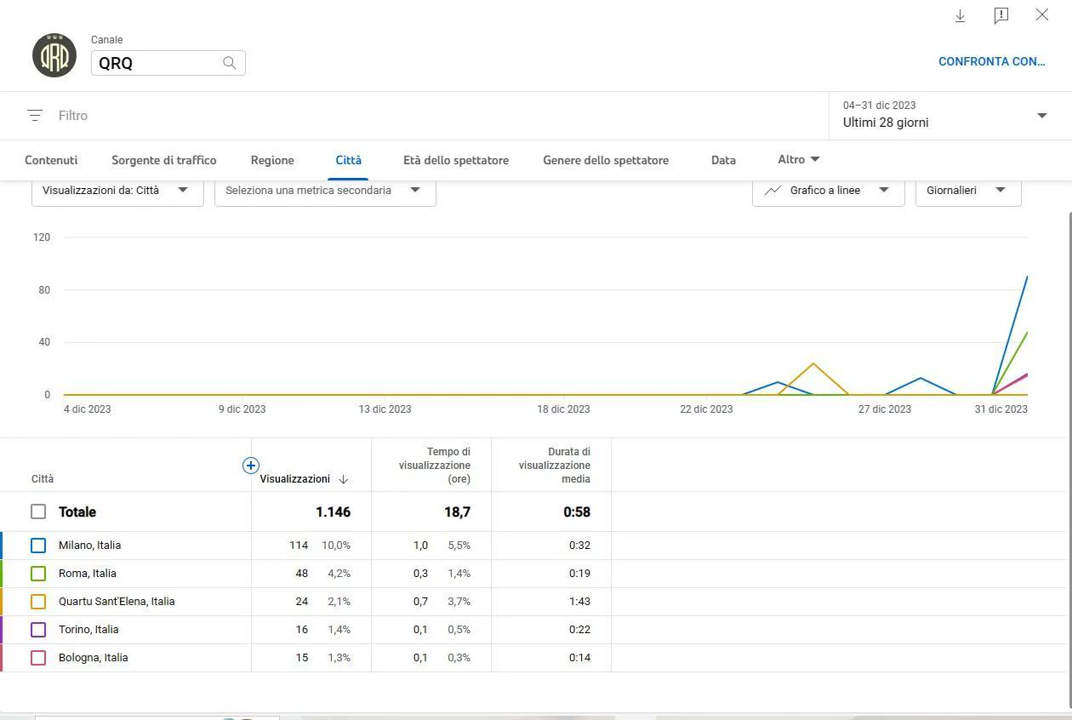 Canale
QRQ
QRQ
CONFRONTA CON...
Filtro
04–31 dic 2023
Ultimi 28 giorni
Contenuti Sorgente di traffico Regione Città Età dello spettatore Genere dello spettatore Data Altro
Visualizzazioni da: Città Seleziona una metrica secondaria Grafico a linee Giornalieri
120
80
40
0
4 dic 2023 9 dic 2023 13 dic 2023 18 dic 2023 22 dic 2023 27 dic 2023 31 dic 2023
Città Visualizzazioni Tempo di visualizzazione (ore) Durata di visualizzazione media
Totale 1.146 18,7 0:58
Milano, Italia 114 10,0% 1,0 5,5% 0:32
Roma, Italia 48 4,2% 0,3 1,4% 0:19
Quartu Sant'Elena, Italia 24 2,1% 0,7 3,7% 1:43
Torino, Italia 16 1,4% 0,1 0,5% 0:22
Bologna, Italia 15 1,3% 0,1 0,3% 0:14